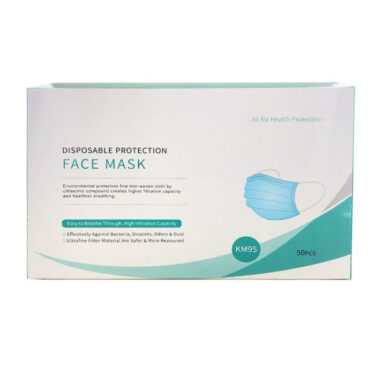 All for Health Protection
DISPOSABLE PROTECTION
FACE MASK
Environmental protection fine non-woven cloth by
ultrasonic compound creates higher filtration capacity
and healthier breathing.
Easy to Breathe Through, High Filtration Capacity
Effectively Against Bacteria, Droplets, Odors & Dust
Ultrafine Filter Material Are Safer & More Reassured
KM95
50PCS